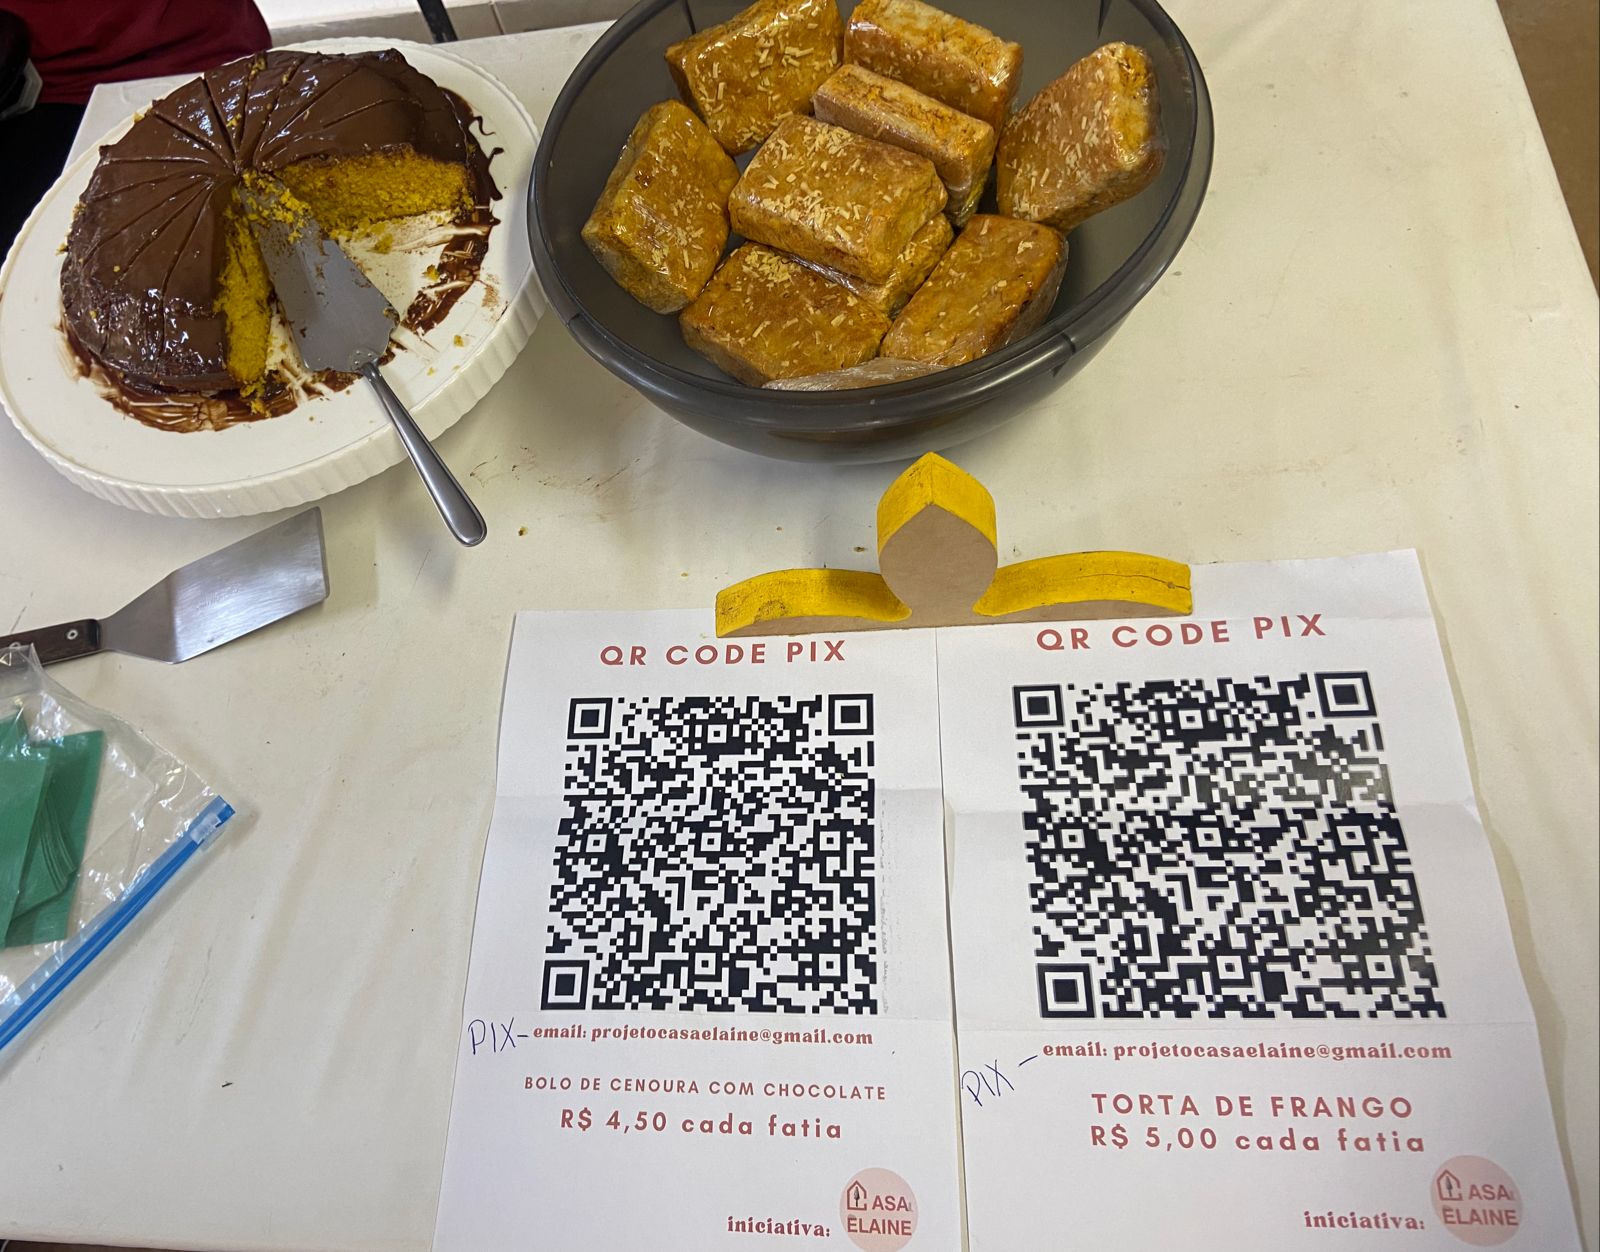 QR CODE PIX
PIX- email: projetocasaelaine@gmail.com
BOLO DE CENOURA COM CHOCOLATE
R$ 4,50 cada fatia
iniciativa:
CASA
ELAINE
QR CODE PIX
PIX - email: projetocasaelaine@gmail.com
TORTA DE FRANGO
R$ 5,00 cada fatia
iniciativa:
CASA
ELAINE